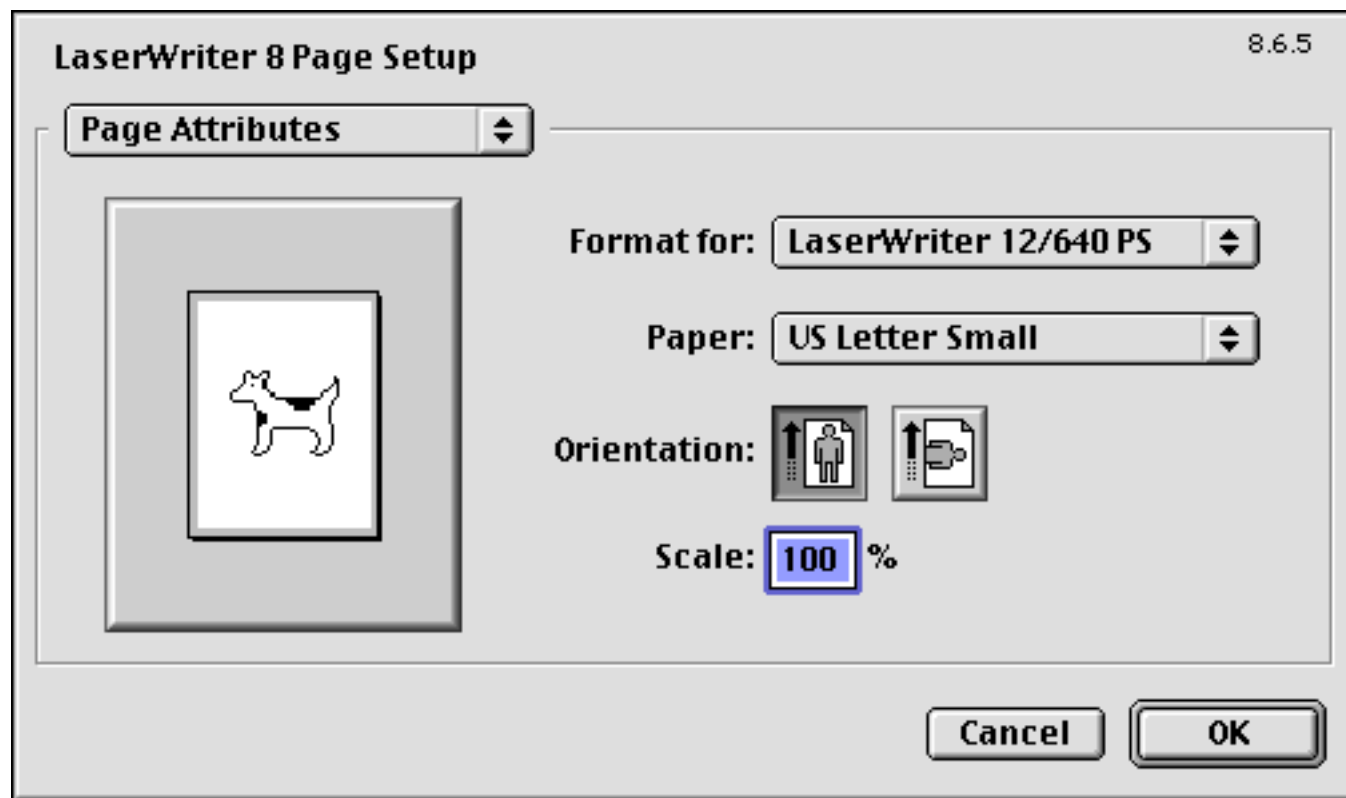 LaserWriter 8 Page Setup
8.6.5
Page Attributes
Format for: LaserWriter 12/640 PS
Paper: US Letter Small
Orientation:
Scale: 100 %
Cancel OK